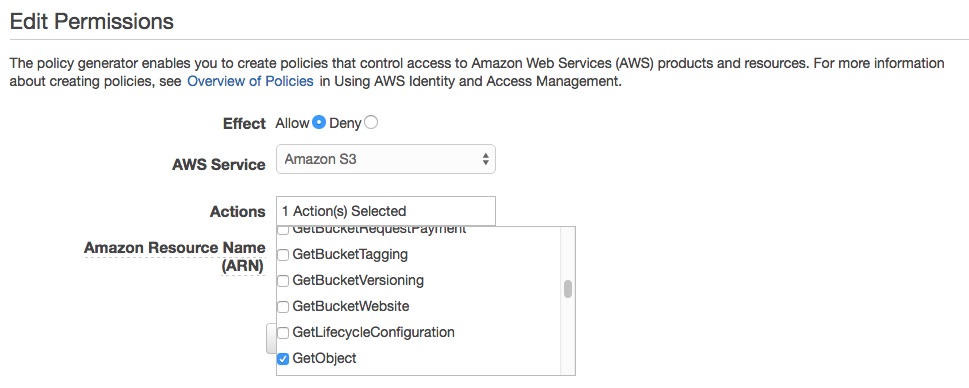 Edit Permissions
The policy generator enables you to create policies that control access to Amazon Web Services (AWS) products and resources. For more information
about creating policies, see Overview of Policies in Using AWS Identity and Access Management.
Effect Allow Deny
AWS Service Amazon S3
Actions 1 Action(s) Selected
GetBucketRequestPayment
Amazon Resource Name
(ARN)
GetBucketTagging
GetBucketVersioning
GetBucketWebsite
GetLifecycleConfiguration
GetObject